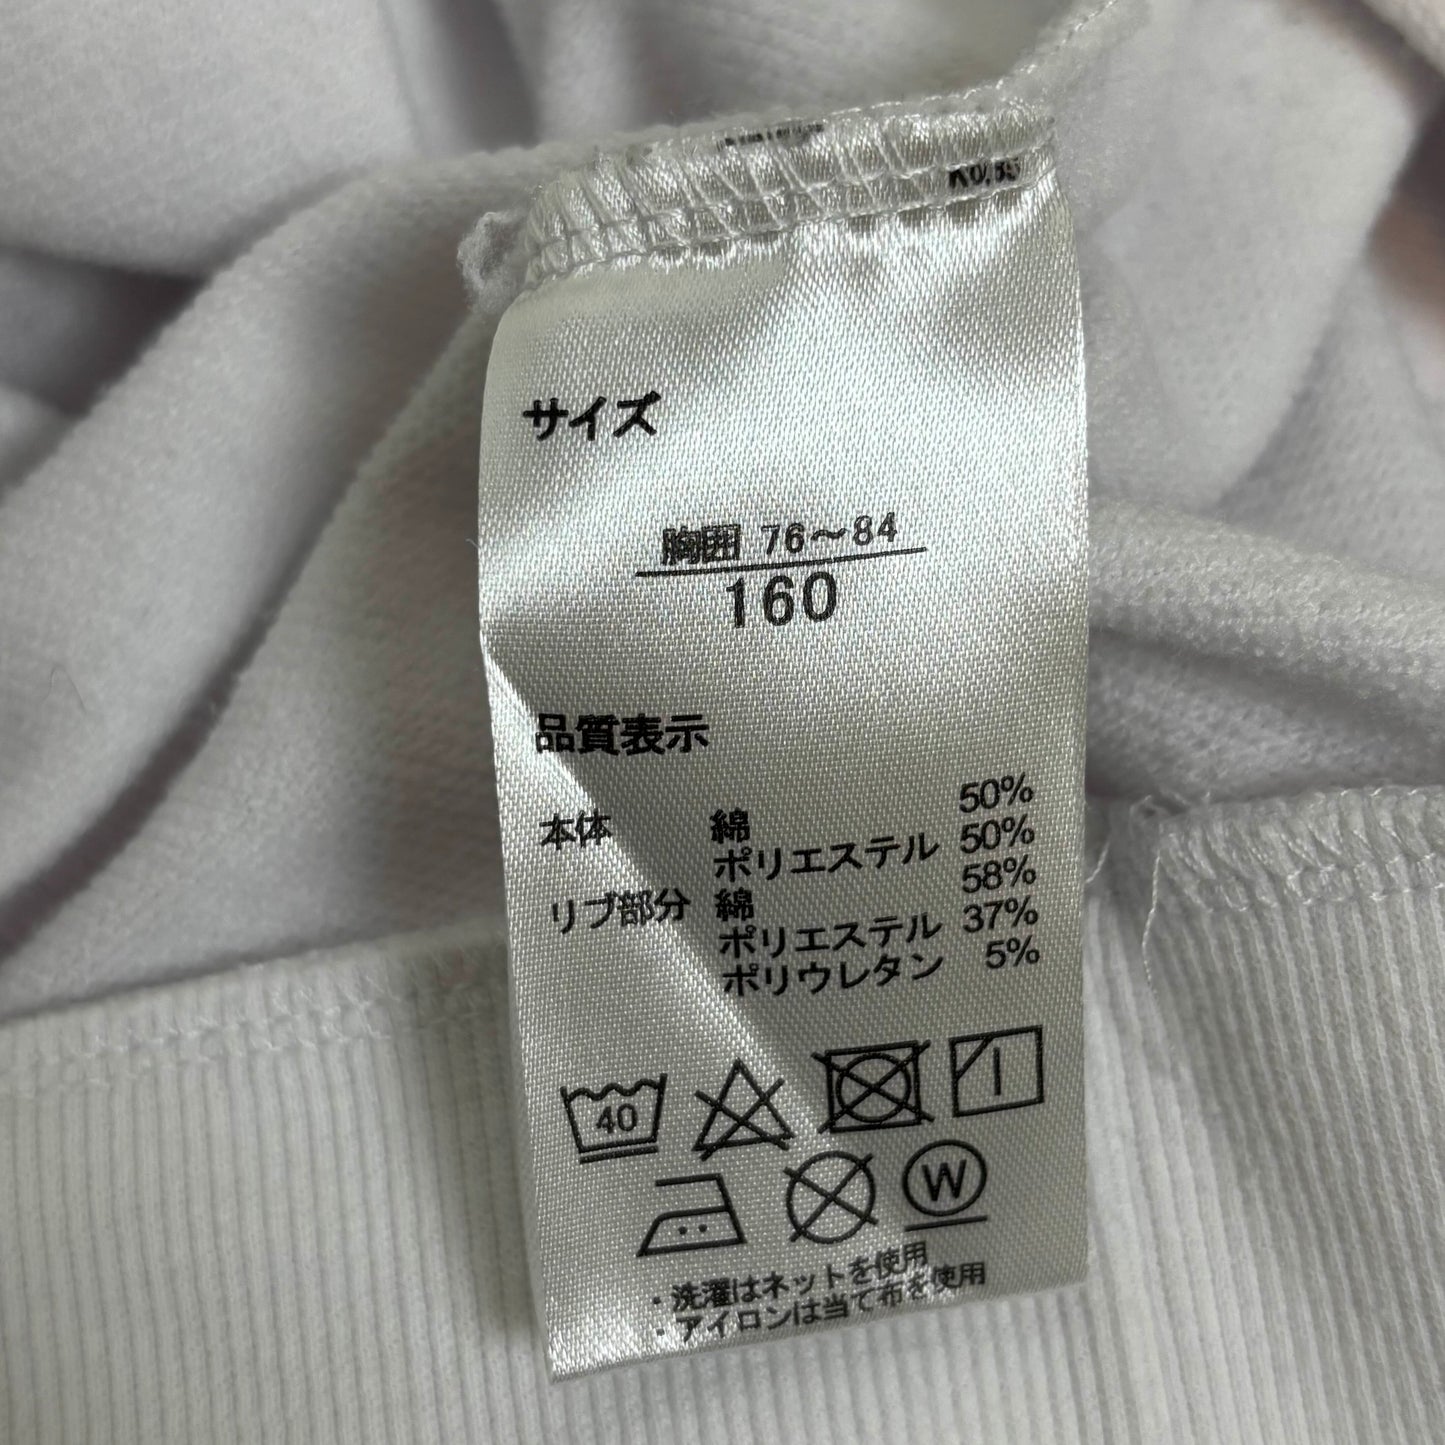 サイズ
胸囲 76～84
160
品質表示
本体 綿 50%
ポリエステル 50%
リブ部分 綿 58%
ポリエステル 37%
ポリウレタン 5%
40
W
・洗濯はネットを使用
・アイロンは当て布を使用